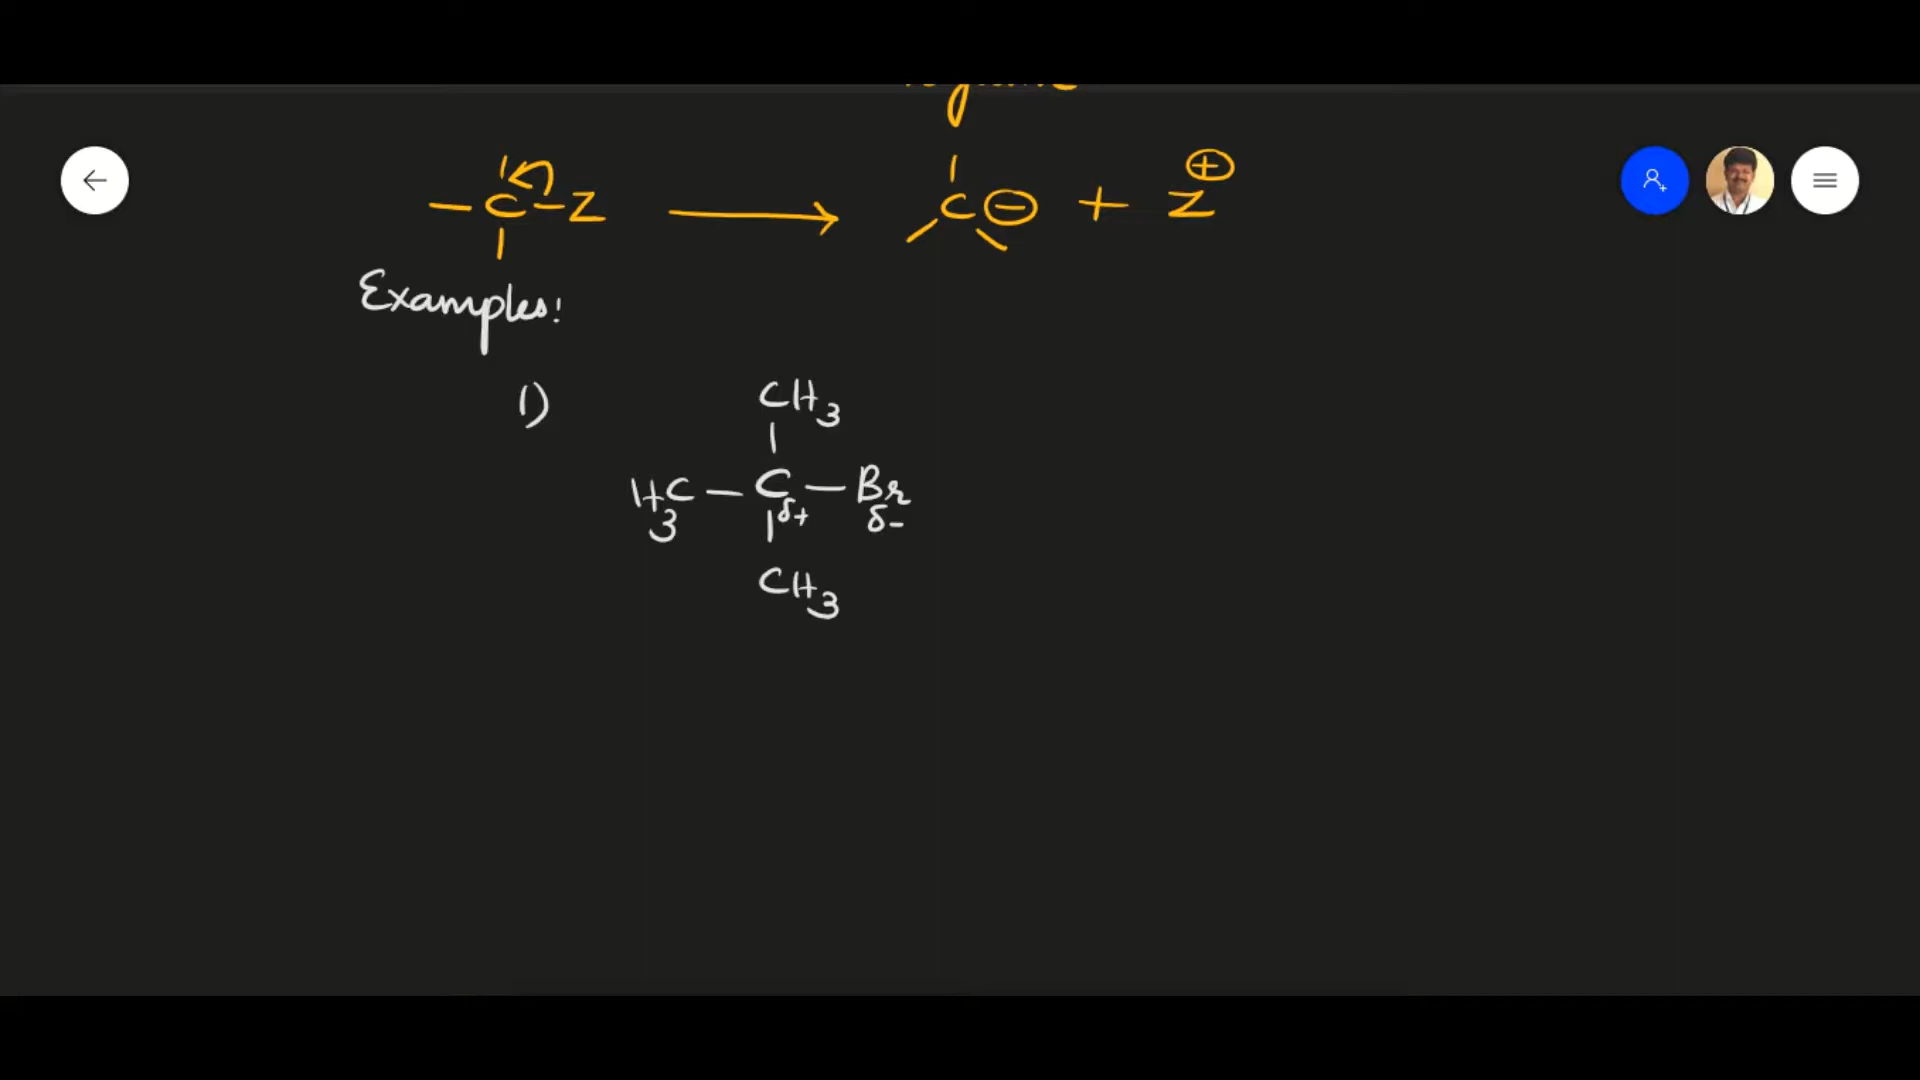 — C — Z ⟶ C ⊖ + Z ⊕
Examples:
1)
CH3
H3C — C — Br
δ+ δ-
CH3